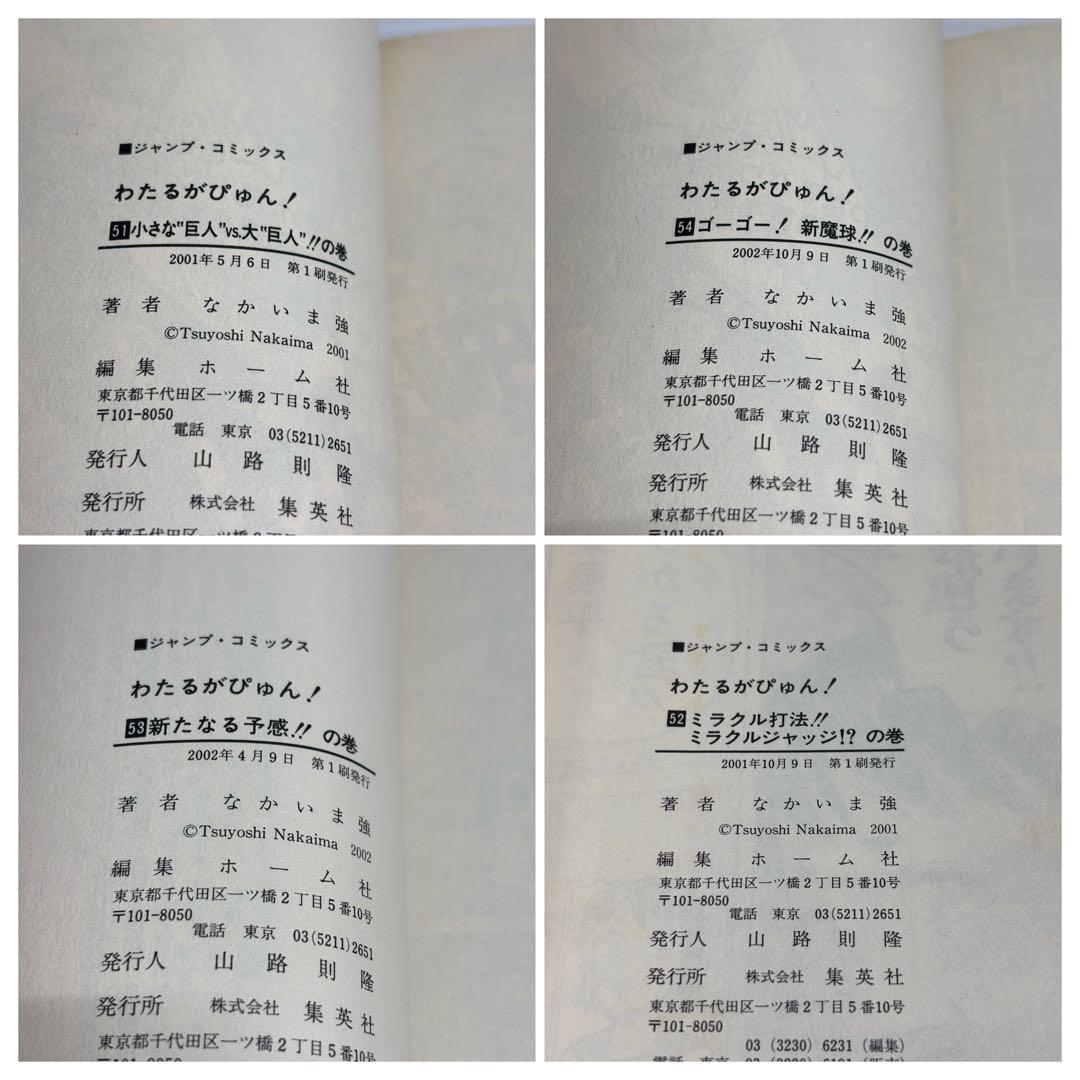 ■ジャンプ・コミックス
わたるがぴゅん!
51小さな"巨人"vs.大"巨人"!!の巻
2001年5月6日 第1刷発行
著者 なかいま強
©Tsuyoshi Nakaima 2001
編集 ホーム社
東京都千代田区一ツ橋2丁目5番10号
〒101-8050
電話 東京 03(5211)2651
発行人 山路則隆
発行所 株式会社 集英社
■ジャンプ・コミックス
わたるがぴゅん!
54ゴーゴー! 新魔球!! の巻
2002年10月9日 第1刷発行
著者 なかいま強
©Tsuyoshi Nakaima 2002
編集 ホーム社
東京都千代田区一ツ橋2丁目5番10号
〒101-8050
電話 東京 03(5211)2651
発行人 山路則隆
発行所 株式会社 集英社
東京都千代田区一ツ橋2丁目5番10号
■ジャンプ・コミックス
わたるがぴゅん!
53新たなる予感!! の巻
2002年4月9日 第1刷発行
著者 なかいま強
©Tsuyoshi Nakaima 2002
編集 ホーム社
東京都千代田区一ツ橋2丁目5番10号
〒101-8050
電話 東京 03(5211)2651
発行人 山路則隆
発行所 株式会社 集英社
東京都千代田区一ツ橋2丁目5番10号
■ジャンプ・コミックス
わたるがぴゅん!
52ミラクル打法!!
ミラクルジャッジ!? の巻
2001年10月9日 第1刷発行
著者 なかいま強
©Tsuyoshi Nakaima 2001
編集 ホーム社
東京都千代田区一ツ橋2丁目5番10号
〒101-8050
電話 東京 03(5211)2651
発行人 山路則隆
発行所 株式会社 集英社
東京都千代田区一ツ橋2丁目5番10号
〒101-8050
03(3230)6231(編集)